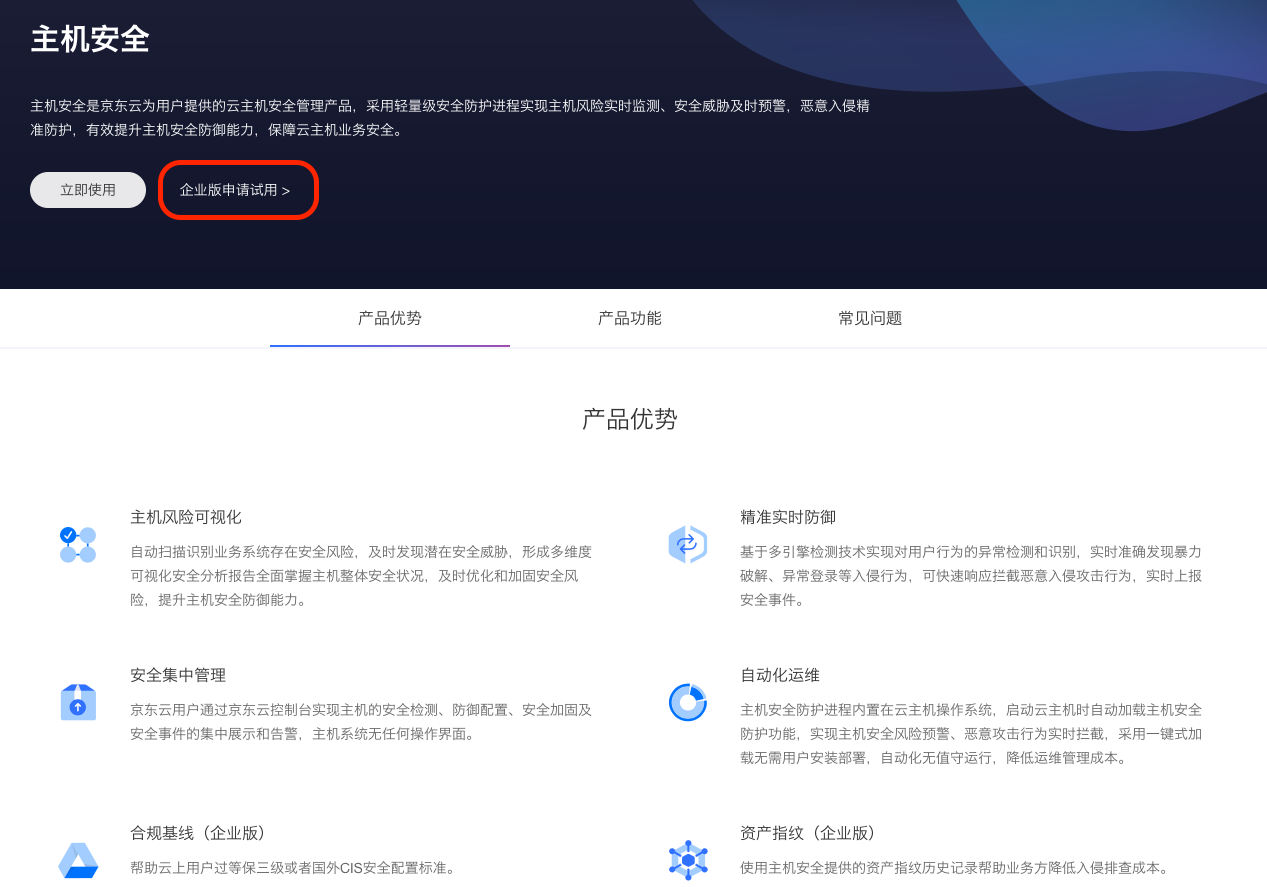 主机安全
主机安全是京东云为用户提供的云主机安全管理产品，采用轻量级安全防护进程实现主机风险实时监测、安全威胁及时预警，恶意入侵精
准防护，有效提升主机安全防御能力，保障云主机业务安全。
立即使用
企业版申请试用 >
产品优势
产品功能
常见问题
产品优势
主机风险可视化
自动扫描识别业务系统存在安全风险，及时发现潜在安全威胁，形成多维度
可视化安全分析报告全面掌握主机整体安全状况，及时优化和加固安全风
险，提升主机安全防御能力。
精准实时防御
基于多引擎检测技术实现对用户行为的异常检测和识别，实时准确发现暴力
破解、异常登录等入侵行为，可快速响应拦截恶意入侵攻击行为，实时上报
安全事件。
安全集中管理
京东云用户通过京东云控制台实现主机的安全检测、防御配置、安全加固及
安全事件的集中展示和告警，主机系统无任何操作界面。
自动化运维
主机安全防护进程内置在云主机操作系统，启动云主机时自动加载主机安全
防护功能，实现主机安全风险预警、恶意攻击行为实时拦截，采用一键式加
载无需用户安装部署，自动化无值守运行，降低运维管理成本。
合规基线（企业版）
帮助云上用户过等保三级或者国外CIS安全配置标准。
资产指纹（企业版）
使用主机安全提供的资产指纹历史记录帮助业务方降低入侵排查成本。